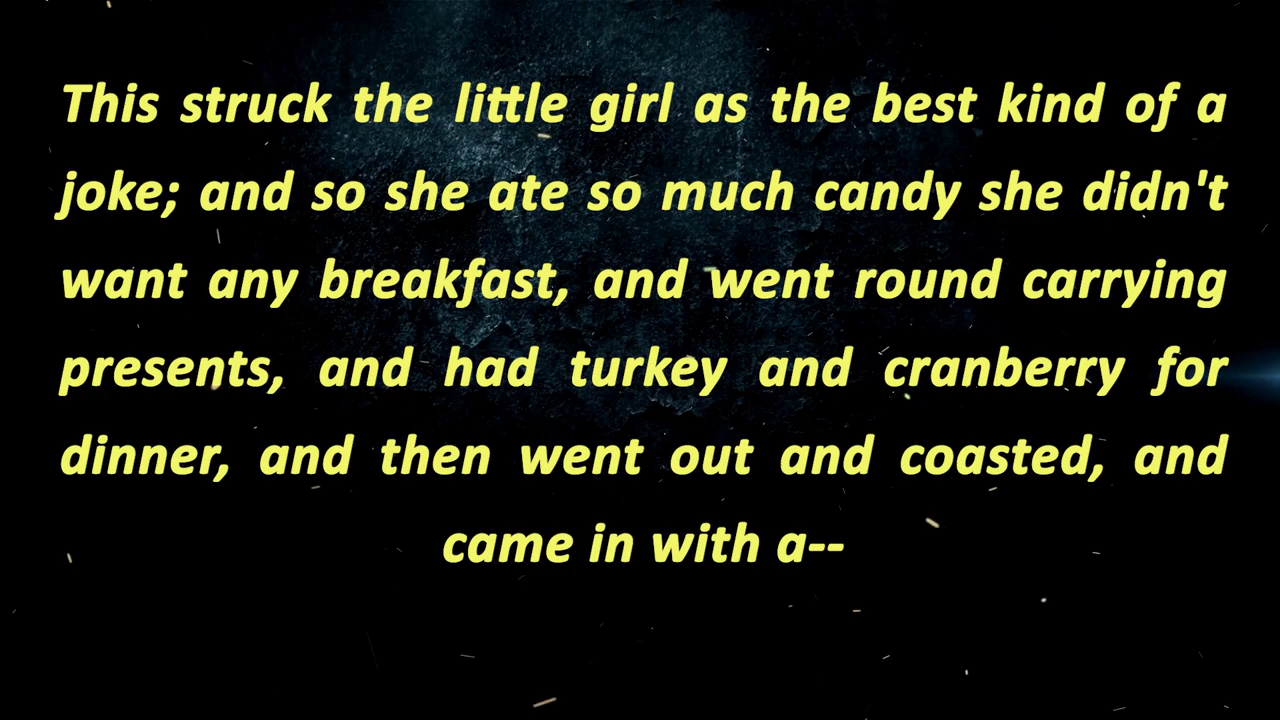 This struck the little girl as the best kind of a
joke; and so she ate so much candy she didn't
want any breakfast, and went round carrying
presents, and had turkey and cranberry for
dinner, and then went out and coasted, and
came in with a--